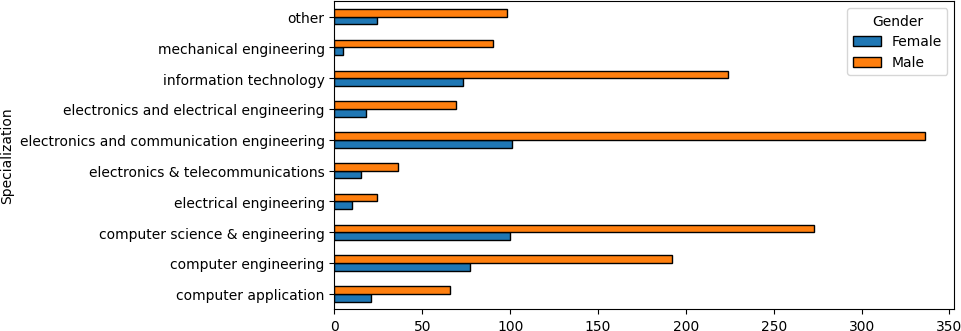 Specialization
other
mechanical engineering
information technology
electronics and electrical engineering
electronics and communication engineering
electronics & telecommunications
electrical engineering
computer science & engineering
computer engineering
computer application
Gender
Female
Male
0 50 100 150 200 250 300 350